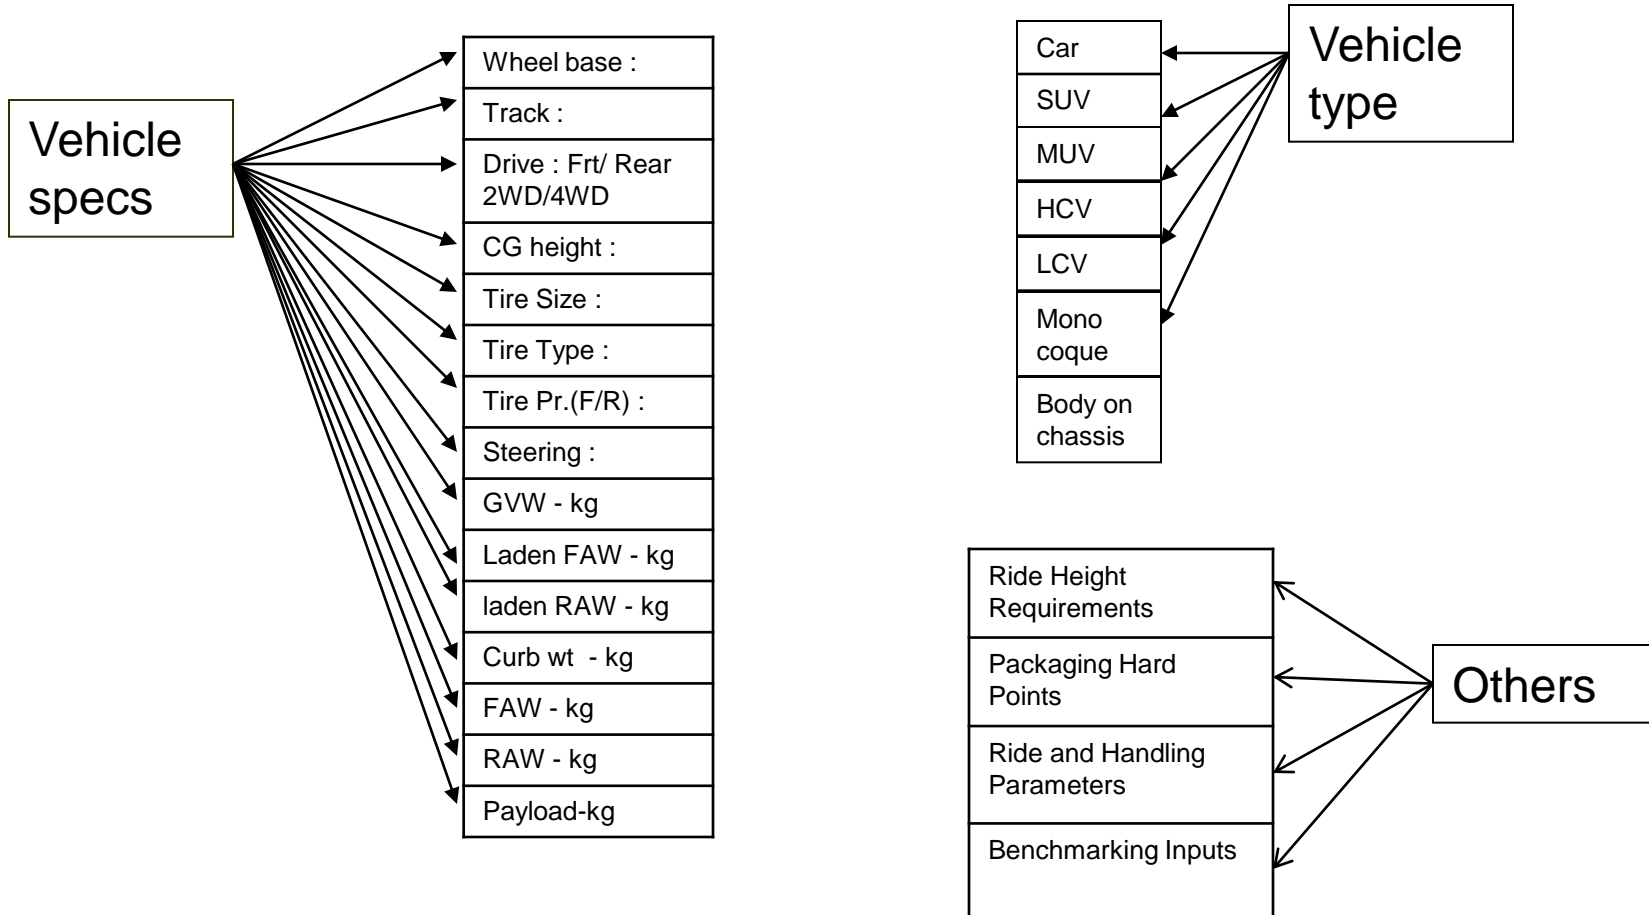 Vehicle
specs
Wheel base :
Track :
Drive : Frt/ Rear
2WD/4WD
CG height :
Tire Size :
Tire Type :
Tire Pr.(F/R) :
Steering :
GVW - kg
Laden FAW - kg
laden RAW - kg
Curb wt  - kg
FAW - kg
RAW - kg
Payload-kg
Vehicle
type
Car
SUV
MUV
HCV
LCV
Mono
coque
Body on
chassis
Others
Ride Height
Requirements
Packaging Hard
Points
Ride and Handling
Parameters
Benchmarking Inputs